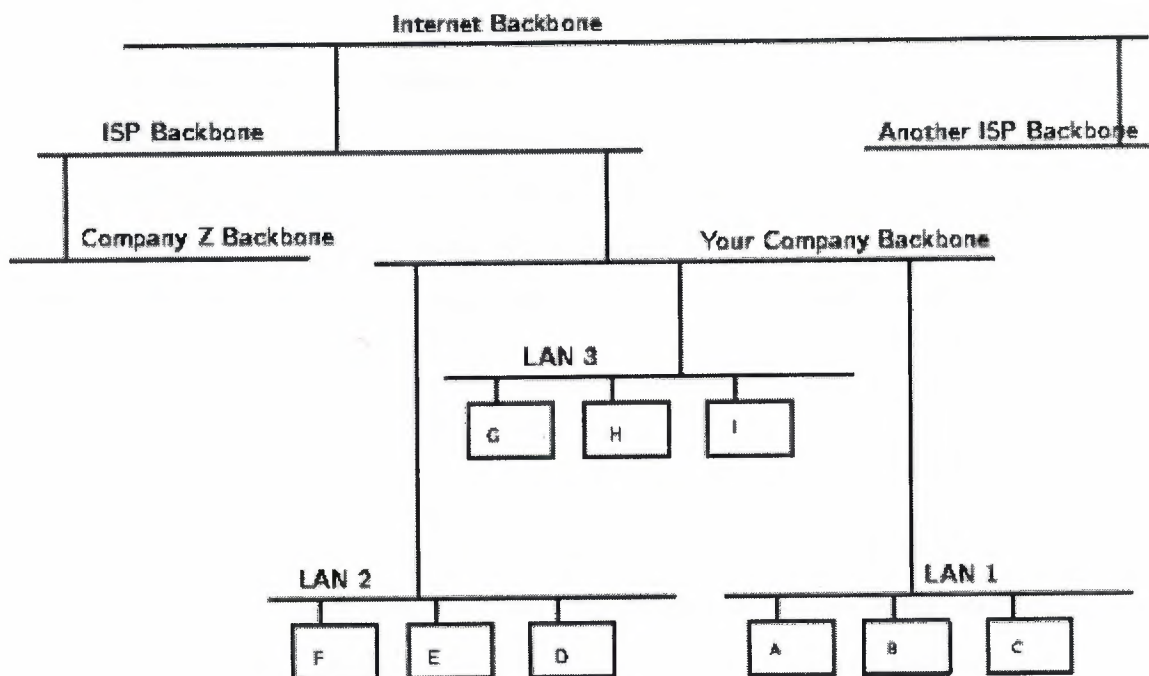 Internet Backbone
ISP Backbone
Another ISP Backbone
Company Z Backbone
Your Company Backbone
LAN 3
G
H
I
LAN 2
LAN 1
F
E
D
A
B
C